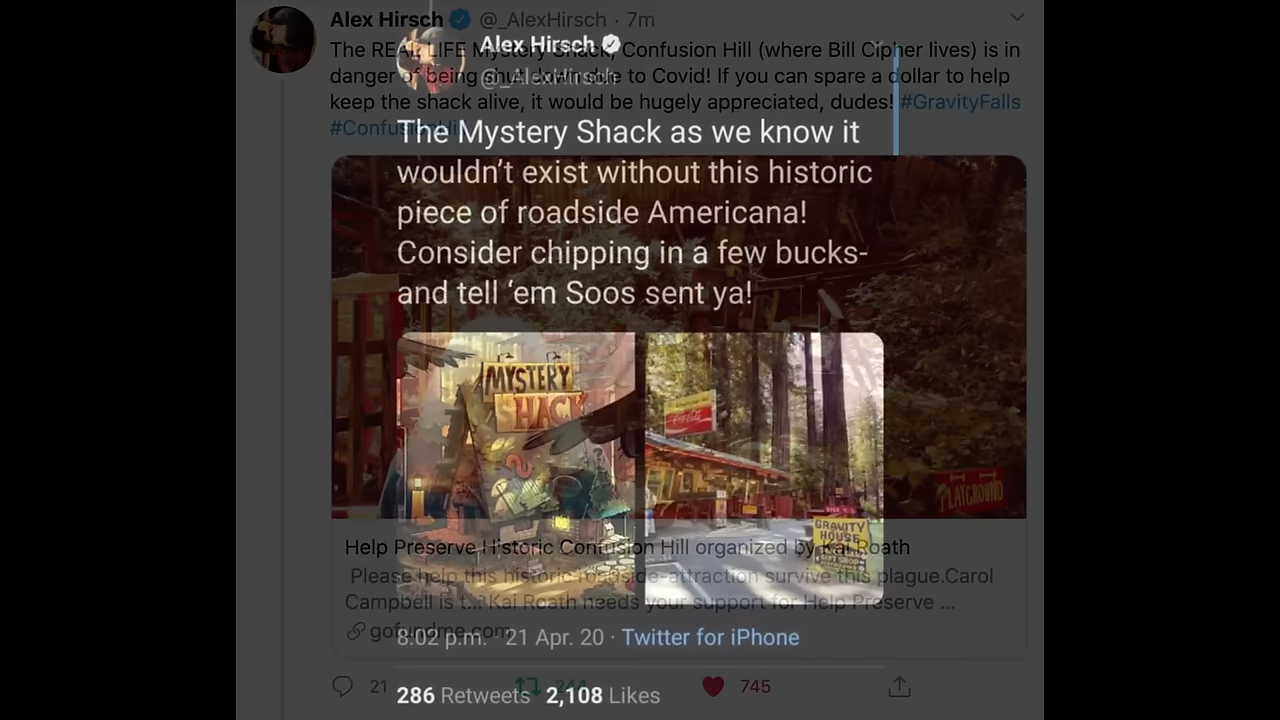 Alex Hirsch @_AlexHirsch · 7m
The REAL LIFE Mystery Shack, Confusion Hill (where Bill Cipher lives) is in
danger of being shut down due to Covid! If you can spare a dollar to help
keep the shack alive, it would be hugely appreciated, dudes! #GravityFalls
#ConfusionHill
Alex Hirsch
@_AlexHirsch
The Mystery Shack as we know it
wouldn’t exist without this historic
piece of roadside Americana!
Consider chipping in a few bucks-
and tell ‘em Soos sent ya!
MYSTERY
SHACK
Coca-Cola
GRAVITY
HOUSE
PLAYGROUND
Help Preserve Historic Confusion Hill organized by Kai Roath
Please help this historic roadside-attraction survive this plague.Carol
Campbell is t... Kai Roath needs your support for Help Preserve ...
gofundme.com
8:02 p.m. · 21 Apr. 20 · Twitter for iPhone
21 244 745
286 Retweets 2,108 Likes